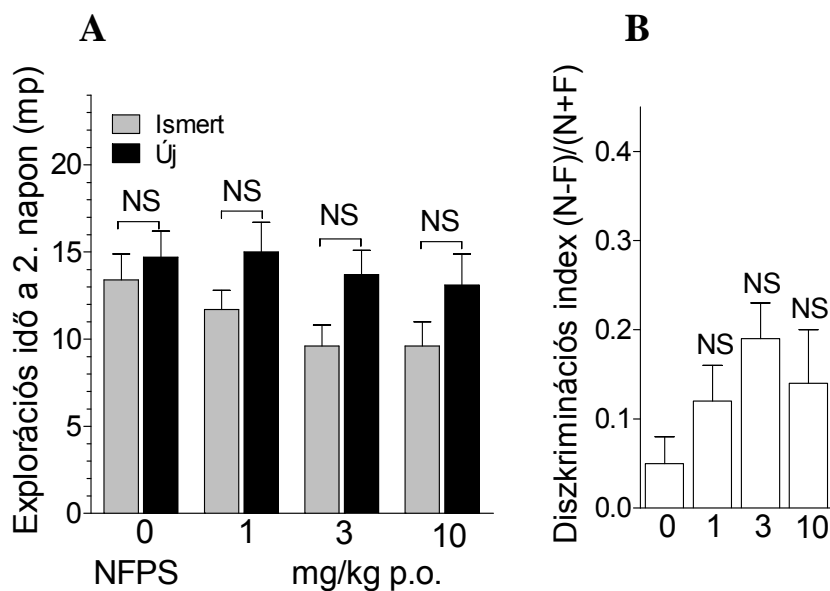 A
Explorációs idő a 2. napon (mp)
20
15
10
5
0
Ismert
Új
NS
NS
NS
NS
0
1
3
10
NFPS
mg/kg p.o.
B
Diszkriminációs index (N-F)/(N+F)
0.4
0.3
0.2
0.1
0.0
NS
NS
NS
0
1
3
10